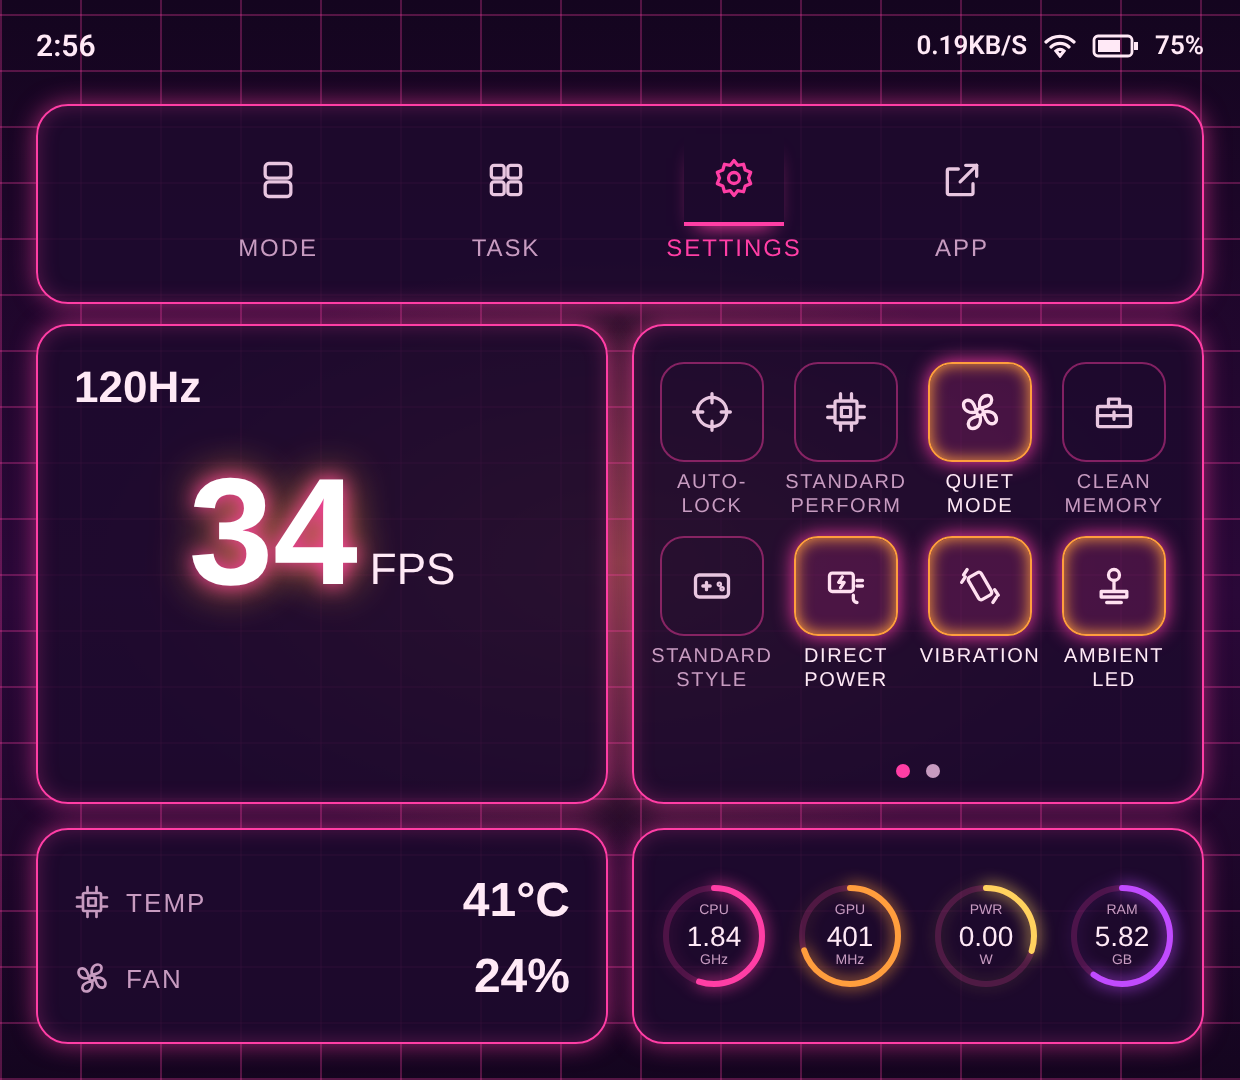 2:56
0.19KB/S 75%
MODE TASK SETTINGS APP
120Hz
34 FPS
AUTO-LOCK
STANDARD PERFORM
QUIET MODE
CLEAN MEMORY
STANDARD STYLE
DIRECT POWER
VIBRATION
AMBIENT LED
TEMP 41°C
FAN 24%
CPU
1.84
GHz
GPU
401
MHz
PWR
0.00
W
RAM
5.82
GB